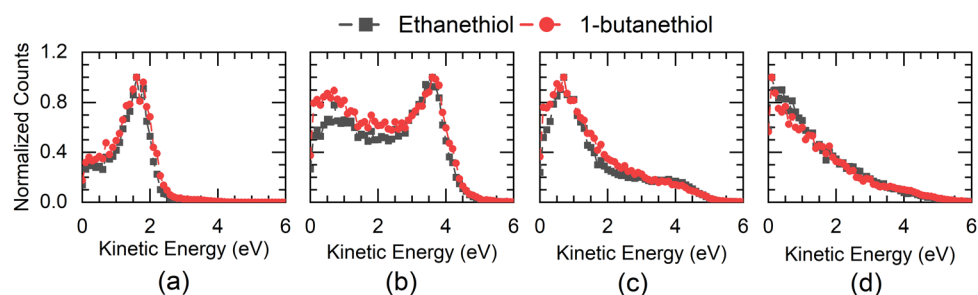 Ethanethiol 1-butanethiol
Normalized Counts
1.2
0.8
0.4
0.0
0 2 4 6 0 2 4 6 0 2 4 6 0 2 4 6
Kinetic Energy (eV) Kinetic Energy (eV) Kinetic Energy (eV) Kinetic Energy (eV)
(a) (b) (c) (d)